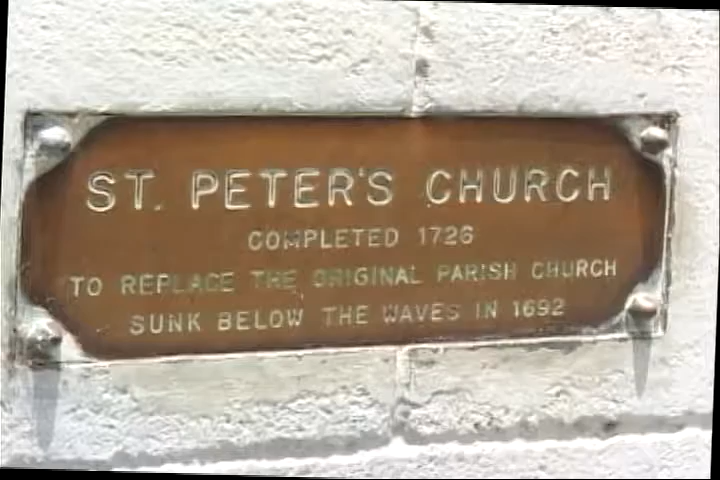 ST. PETER'S CHURCH
COMPLETED 1726
TO REPLACE THE ORIGINAL PARISH CHURCH
SUNK BELOW THE WAVES IN 1692